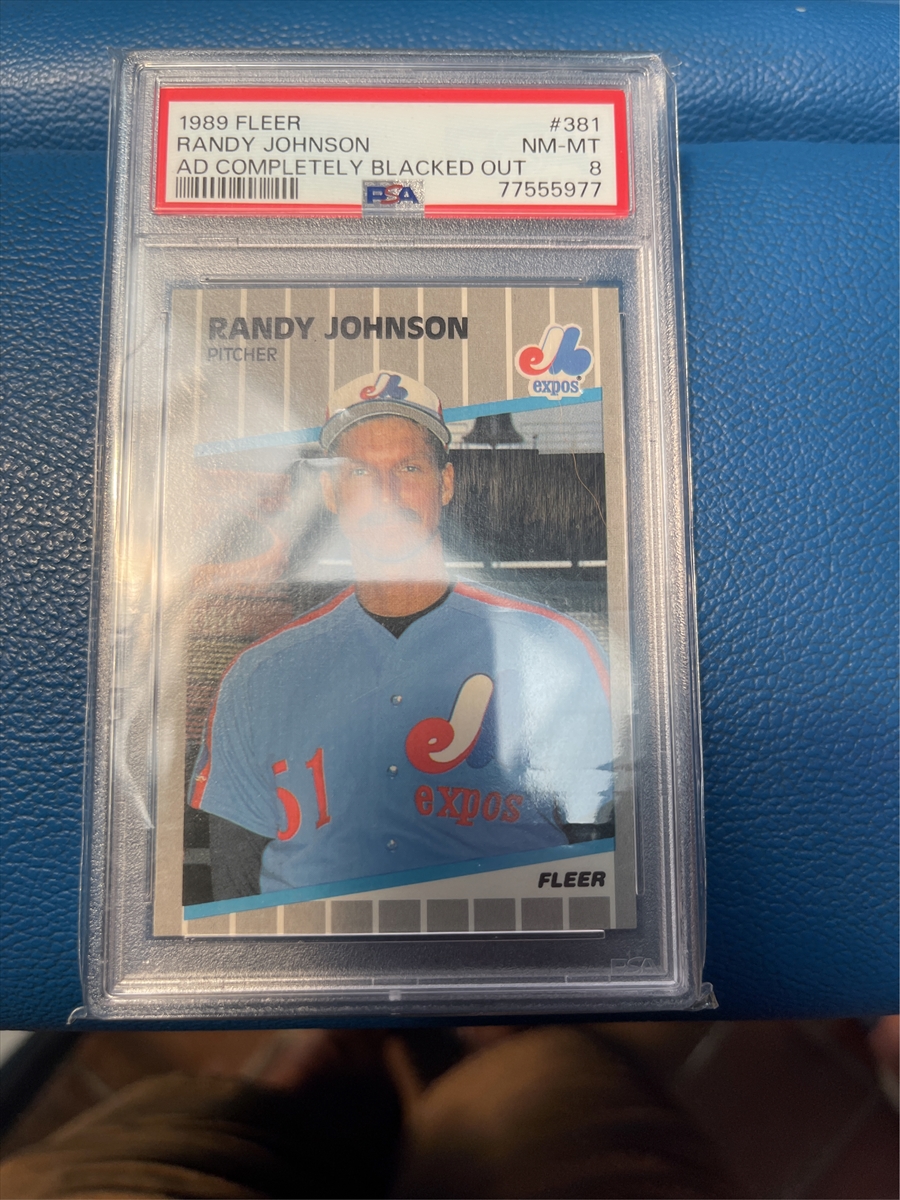 1989 FLEER #381
RANDY JOHNSON NM-MT
AD COMPLETELY BLACKED OUT 8
PSA 77555977
RANDY JOHNSON
PITCHER
expos
51
expos
FLEER
PSA